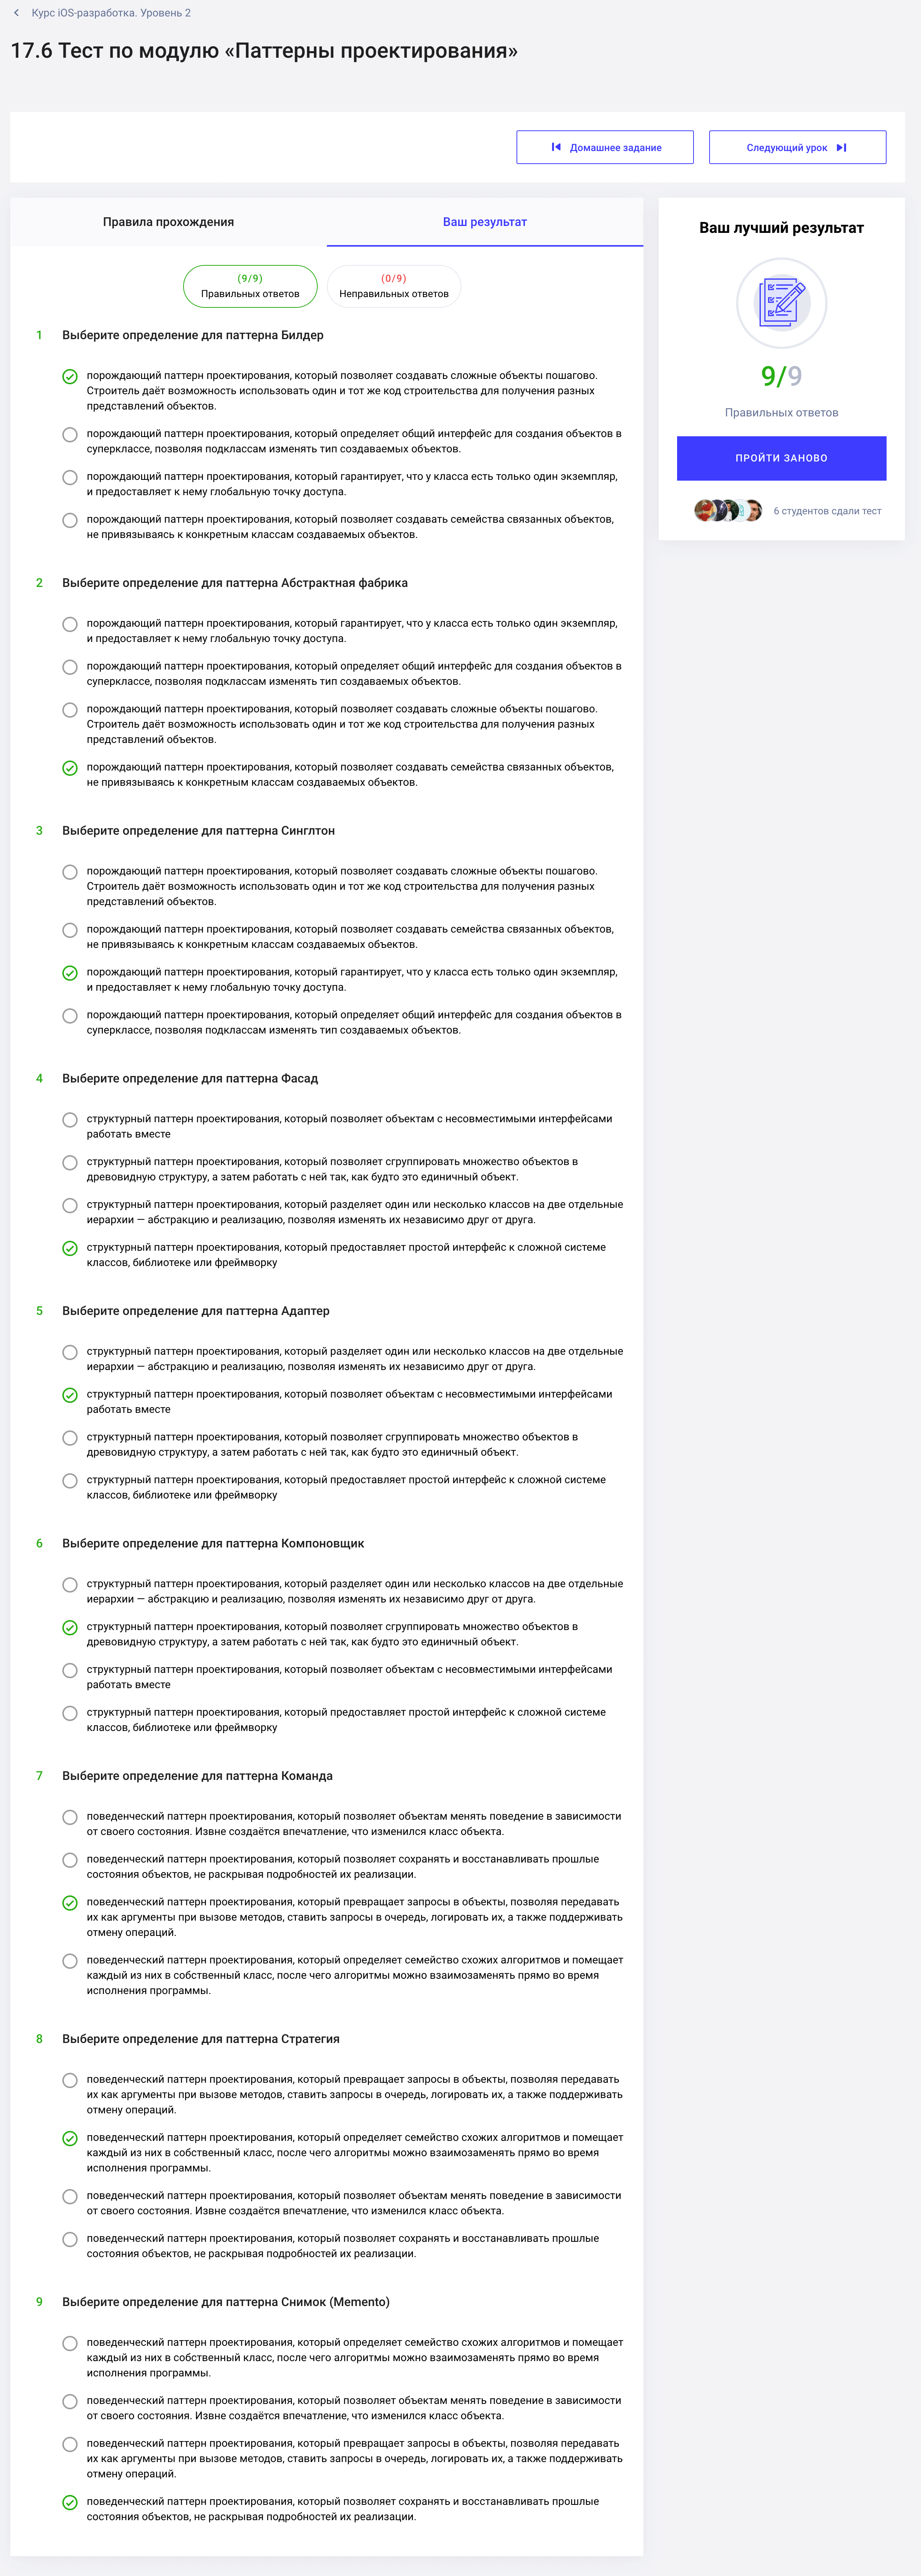 Курс iOS-разработка. Уровень 2
17.6 Тест по модулю «Паттерны проектирования»
Домашнее задание
Следующий урок
Правила прохождения
Ваш результат
(9/9)
Правильных ответов
(0/9)
Неправильных ответов
1 Выберите определение для паттерна Билдер
порождающий паттерн проектирования, который позволяет создавать сложные объекты пошагово.
Строитель даёт возможность использовать один и тот же код строительства для получения разных
представлений объектов.
порождающий паттерн проектирования, который определяет общий интерфейс для создания объектов в
суперклассе, позволяя подклассам изменять тип создаваемых объектов.
порождающий паттерн проектирования, который гарантирует, что у класса есть только один экземпляр,
и предоставляет к нему глобальную точку доступа.
порождающий паттерн проектирования, который позволяет создавать семейства связанных объектов,
не привязываясь к конкретным классам создаваемых объектов.
2 Выберите определение для паттерна Абстрактная фабрика
порождающий паттерн проектирования, который гарантирует, что у класса есть только один экземпляр,
и предоставляет к нему глобальную точку доступа.
порождающий паттерн проектирования, который определяет общий интерфейс для создания объектов в
суперклассе, позволяя подклассам изменять тип создаваемых объектов.
порождающий паттерн проектирования, который позволяет создавать сложные объекты пошагово.
Строитель даёт возможность использовать один и тот же код строительства для получения разных
представлений объектов.
порождающий паттерн проектирования, который позволяет создавать семейства связанных объектов,
не привязываясь к конкретным классам создаваемых объектов.
3 Выберите определение для паттерна Синглтон
порождающий паттерн проектирования, который позволяет создавать сложные объекты пошагово.
Строитель даёт возможность использовать один и тот же код строительства для получения разных
представлений объектов.
порождающий паттерн проектирования, который позволяет создавать семейства связанных объектов,
не привязываясь к конкретным классам создаваемых объектов.
порождающий паттерн проектирования, который гарантирует, что у класса есть только один экземпляр,
и предоставляет к нему глобальную точку доступа.
порождающий паттерн проектирования, который определяет общий интерфейс для создания объектов в
суперклассе, позволяя подклассам изменять тип создаваемых объектов.
4 Выберите определение для паттерна Фасад
структурный паттерн проектирования, который позволяет объектам с несовместимыми интерфейсами
работать вместе
структурный паттерн проектирования, который позволяет сгруппировать множество объектов в
древовидную структуру, а затем работать с ней так, как будто это единичный объект.
структурный паттерн проектирования, который разделяет один или несколько классов на две отдельные
иерархии — абстракцию и реализацию, позволяя изменять их независимо друг от друга.
структурный паттерн проектирования, который предоставляет простой интерфейс к сложной системе
классов, библиотеке или фреймворку
5 Выберите определение для паттерна Адаптер
структурный паттерн проектирования, который разделяет один или несколько классов на две отдельные
иерархии — абстракцию и реализацию, позволяя изменять их независимо друг от друга.
структурный паттерн проектирования, который позволяет объектам с несовместимыми интерфейсами
работать вместе
структурный паттерн проектирования, который позволяет сгруппировать множество объектов в
древовидную структуру, а затем работать с ней так, как будто это единичный объект.
структурный паттерн проектирования, который предоставляет простой интерфейс к сложной системе
классов, библиотеке или фреймворку
6 Выберите определение для паттерна Компоновщик
структурный паттерн проектирования, который разделяет один или несколько классов на две отдельные
иерархии — абстракцию и реализацию, позволяя изменять их независимо друг от друга.
структурный паттерн проектирования, который позволяет сгруппировать множество объектов в
древовидную структуру, а затем работать с ней так, как будто это единичный объект.
структурный паттерн проектирования, который позволяет объектам с несовместимыми интерфейсами
работать вместе
структурный паттерн проектирования, который предоставляет простой интерфейс к сложной системе
классов, библиотеке или фреймворку
7 Выберите определение для паттерна Команда
поведенческий паттерн проектирования, который позволяет объектам менять поведение в зависимости
от своего состояния. Извне создаётся впечатление, что изменился класс объекта.
поведенческий паттерн проектирования, который позволяет сохранять и восстанавливать прошлые
состояния объектов, не раскрывая подробностей их реализации.
поведенческий паттерн проектирования, который превращает запросы в объекты, позволяя передавать
их как аргументы при вызове методов, ставить запросы в очередь, логировать их, а также поддерживать
отмену операций.
поведенческий паттерн проектирования, который определяет семейство схожих алгоритмов и помещает
каждый из них в собственный класс, после чего алгоритмы можно взаимозаменять прямо во время
исполнения программы.
8 Выберите определение для паттерна Стратегия
поведенческий паттерн проектирования, который превращает запросы в объекты, позволяя передавать
их как аргументы при вызове методов, ставить запросы в очередь, логировать их, а также поддерживать
отмену операций.
поведенческий паттерн проектирования, который определяет семейство схожих алгоритмов и помещает
каждый из них в собственный класс, после чего алгоритмы можно взаимозаменять прямо во время
исполнения программы.
поведенческий паттерн проектирования, который позволяет объектам менять поведение в зависимости
от своего состояния. Извне создаётся впечатление, что изменился класс объекта.
поведенческий паттерн проектирования, который позволяет сохранять и восстанавливать прошлые
состояния объектов, не раскрывая подробностей их реализации.
9 Выберите определение для паттерна Снимок (Memento)
поведенческий паттерн проектирования, который определяет семейство схожих алгоритмов и помещает
каждый из них в собственный класс, после чего алгоритмы можно взаимозаменять прямо во время
исполнения программы.
поведенческий паттерн проектирования, который позволяет объектам менять поведение в зависимости
от своего состояния. Извне создаётся впечатление, что изменился класс объекта.
поведенческий паттерн проектирования, который превращает запросы в объекты, позволяя передавать
их как аргументы при вызове методов, ставить запросы в очередь, логировать их, а также поддерживать
отмену операций.
поведенческий паттерн проектирования, который позволяет сохранять и восстанавливать прошлые
состояния объектов, не раскрывая подробностей их реализации.
Ваш лучший результат
9/9
Правильных ответов
ПРОЙТИ ЗАНОВО
6 студентов сдали тест